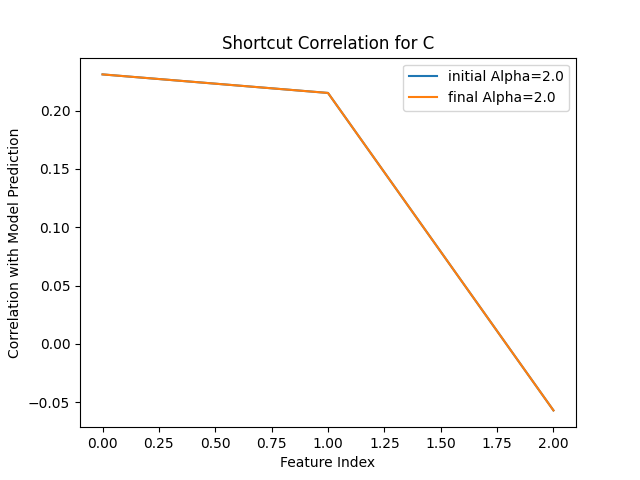 Shortcut Correlation for C
initial Alpha=2.0
final Alpha=2.0
Correlation with Model Prediction
0.20
0.15
0.10
0.05
0.00
−0.05
0.00 0.25 0.50 0.75 1.00 1.25 1.50 1.75 2.00
Feature Index